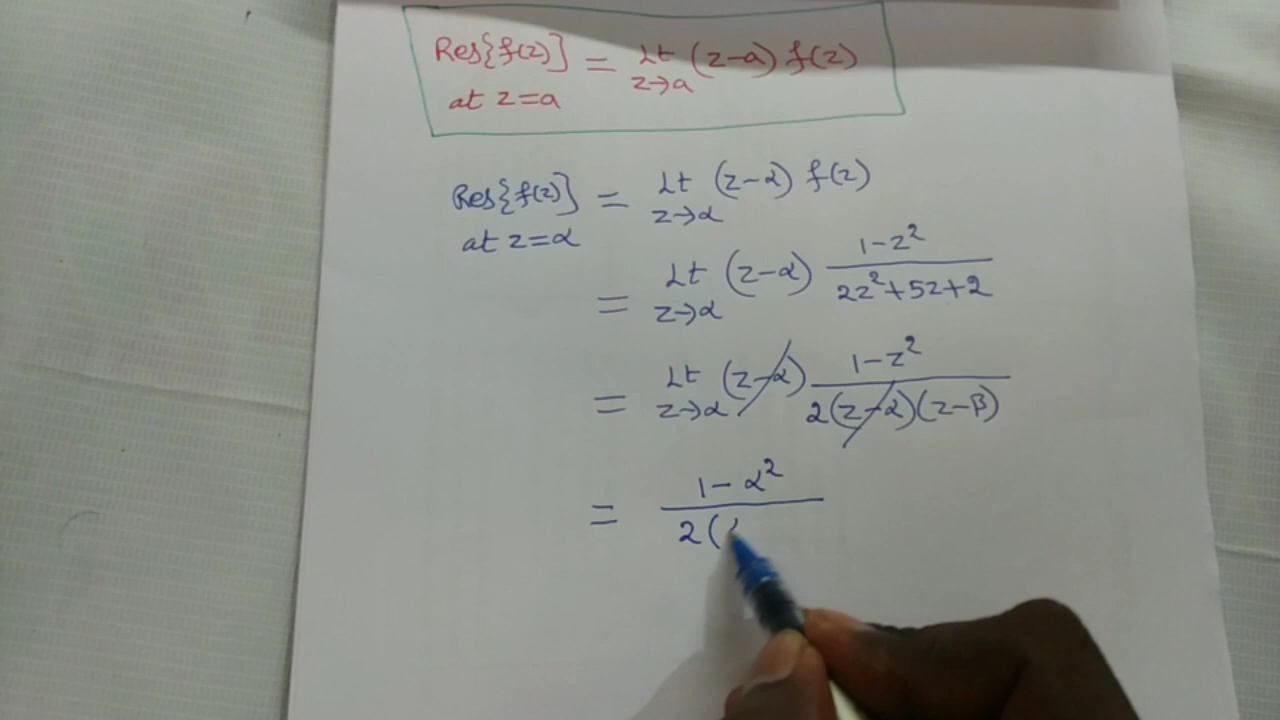 Res{f(z)} = Lt (z-a) f(z)
at z=a z→a
Res{f(z)} = Lt (z-α) f(z)
at z=α z→α
= Lt (z-α) 1-z²
z→α 2z²+5z+2
= Lt (z-α) 1-z²
z→α 2(z-α)(z-β)
= 1-α²
2(